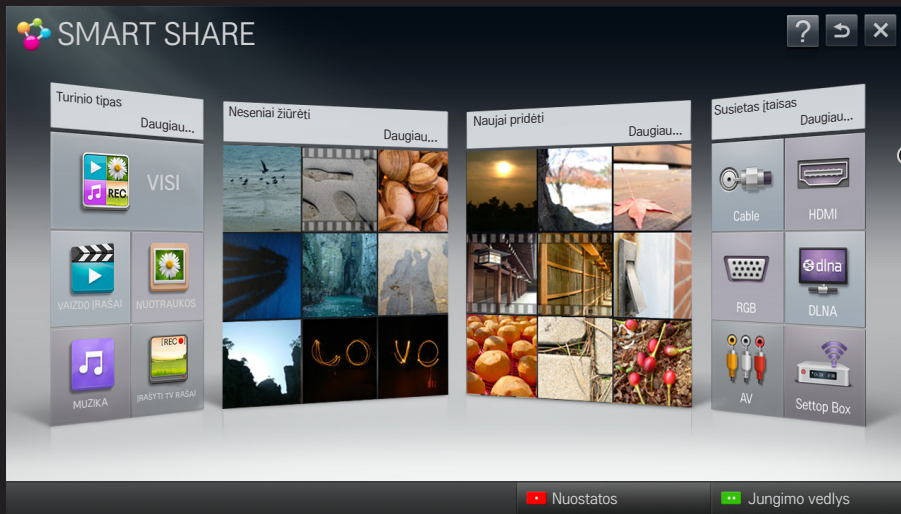 SMART SHARE
?
Turinio tipas
Daugiau...
VISI
REC
VAIZDO ĮRAŠAI
NUOTRAUKOS
MUZIKA
[REC
ĮRAŠYTI TV RAŠAI
Neseniai žiūrėti
Daugiau...
LOVO
Naujai pridėti
Daugiau...
Susietas įtaisas
Daugiau...
Cable
HDMI
RGB
dlna
DLNA
AV
Settop Box
Nuostatos
Jungimo vedlys